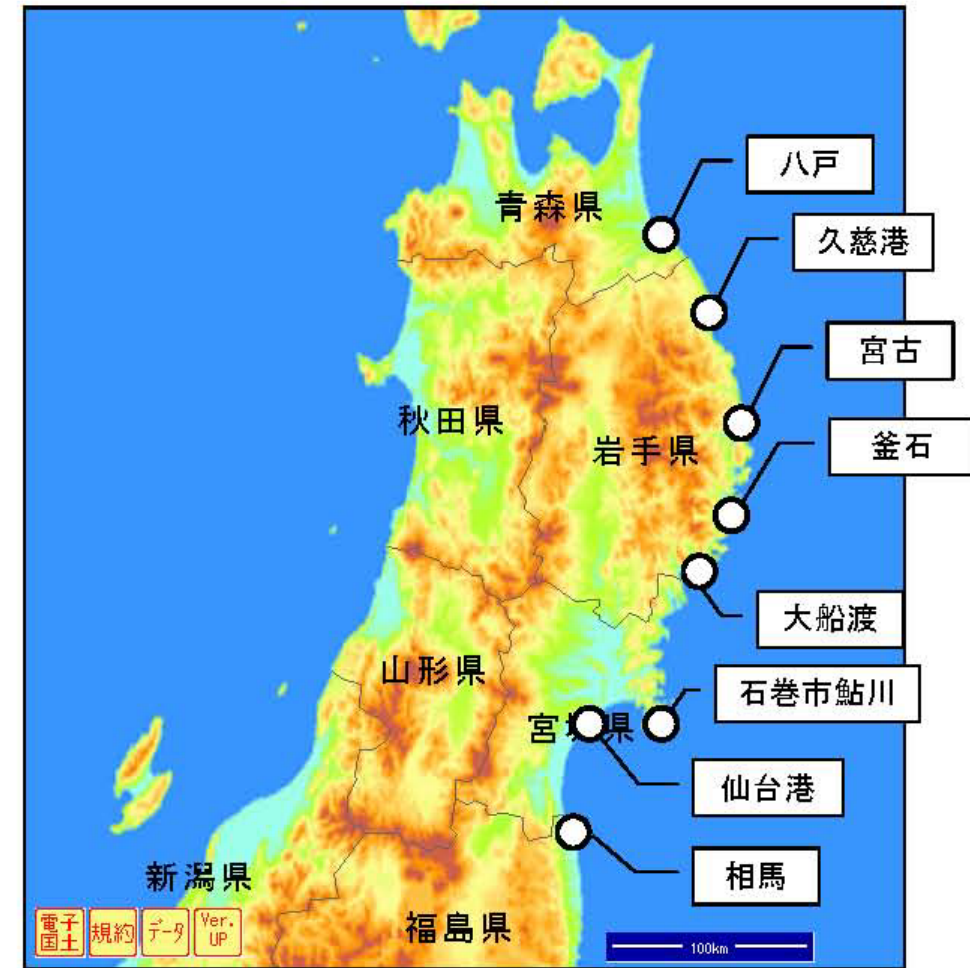 八戸
青森県
久慈港
宮古
秋田県
岩手県
釜石
大船渡
山形県
石巻市鮎川
宮城県
仙台港
相馬
新潟県
福島県
電子
国土
規約
データ
Ver.
UP
100km